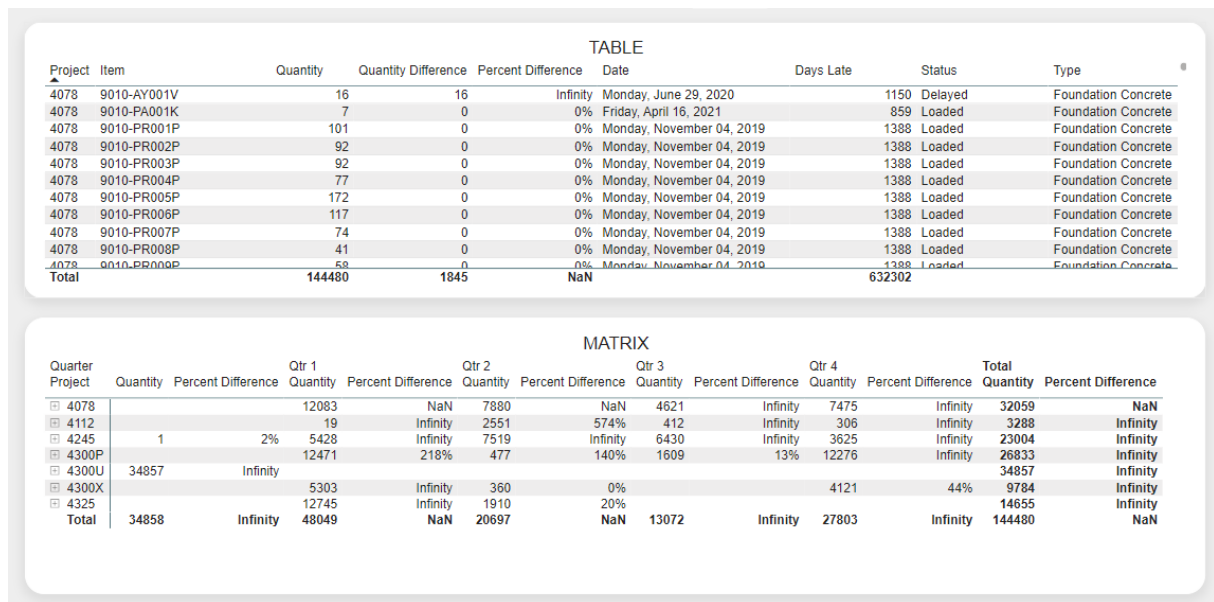 TABLE
Project Item Quantity Quantity Difference Percent Difference Date Days Late Status Type
4078 9010-AY001V 16 16 Infinity Monday, June 29, 2020 1150 Delayed Foundation Concrete
4078 9010-PA001K 7 0 0% Friday, April 16, 2021 859 Loaded Foundation Concrete
4078 9010-PR001P 101 0 0% Monday, November 04, 2019 1388 Loaded Foundation Concrete
4078 9010-PR002P 92 0 0% Monday, November 04, 2019 1388 Loaded Foundation Concrete
4078 9010-PR003P 92 0 0% Monday, November 04, 2019 1388 Loaded Foundation Concrete
4078 9010-PR004P 77 0 0% Monday, November 04, 2019 1388 Loaded Foundation Concrete
4078 9010-PR005P 172 0 0% Monday, November 04, 2019 1388 Loaded Foundation Concrete
4078 9010-PR006P 117 0 0% Monday, November 04, 2019 1388 Loaded Foundation Concrete
4078 9010-PR007P 74 0 0% Monday, November 04, 2019 1388 Loaded Foundation Concrete
4078 9010-PR008P 41 0 0% Monday, November 04, 2019 1388 Loaded Foundation Concrete
4078 9010-PR009P 58 0 0% Monday, November 04, 2019 1388 Loaded Foundation Concrete
Total 144480 1845 NaN 632302
MATRIX
Quarter Qtr 1 Qtr 2 Qtr 3 Qtr 4 Total
Project Quantity Percent Difference Quantity Percent Difference Quantity Percent Difference Quantity Percent Difference Quantity Percent Difference Quantity Percent Difference
4078 12083 NaN 7880 NaN 4621 Infinity 7475 Infinity 32059 NaN
4112 19 Infinity 2551 574% 412 Infinity 306 Infinity 3288 Infinity
4245 1 2% 5428 Infinity 7519 Infinity 6430 Infinity 3625 Infinity 23004 Infinity
4300P 12471 218% 477 140% 1609 13% 12276 Infinity 26833 Infinity
4300U 34857 Infinity 34857 Infinity
4300X 5303 Infinity 360 0% 4121 44% 9784 Infinity
4325 12745 Infinity 1910 20% 14655 Infinity
Total 34858 Infinity 48049 NaN 20697 NaN 13072 Infinity 27803 Infinity 144480 NaN